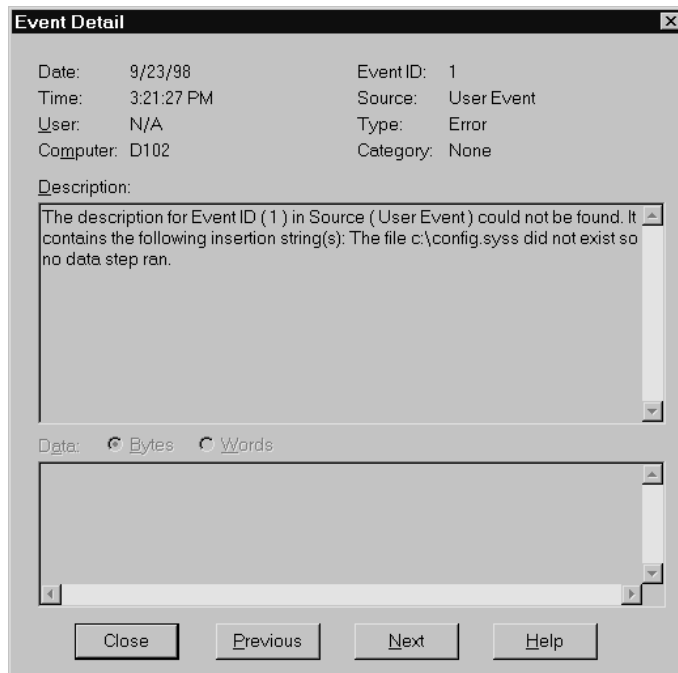 Event Detail
Date: 9/23/98 Event ID: 1
Time: 3:21:27 PM Source: User Event
User: N/A Type: Error
Computer: D102 Category: None
Description:
The description for Event ID ( 1 ) in Source ( User Event ) could not be found. It
contains the following insertion string(s): The file c:\config.syss did not exist so
no data step ran.
Data: Bytes Words
Close Previous Next Help